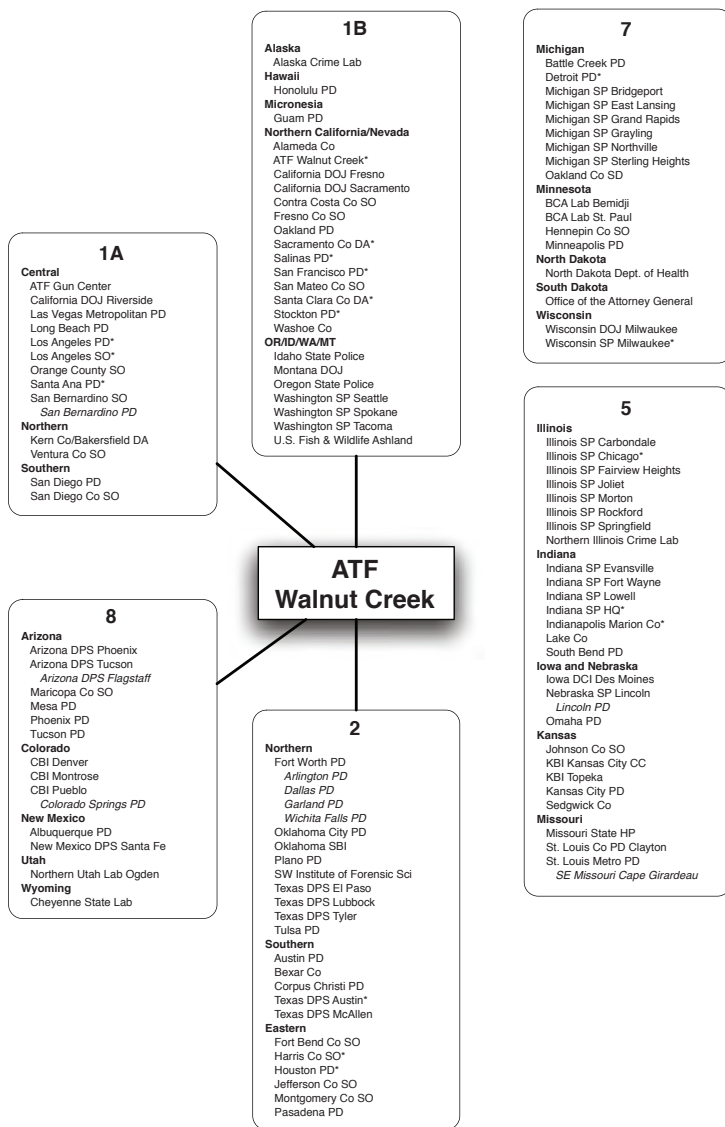 1B
Alaska
Alaska Crime Lab
Hawaii
Honolulu PD
Micronesia
Guam PD
Northern California/Nevada
Alameda Co
ATF Walnut Creek*
California DOJ Fresno
California DOJ Sacramento
Contra Costa Co SO
Fresno Co SO
Oakland PD
Sacramento Co DA*
Salinas PD*
San Francisco PD*
San Mateo Co SO
Santa Clara Co DA*
Stockton PD*
Washoe Co
OR/ID/WA/MT
Idaho State Police
Montana DOJ
Oregon State Police
Washington SP Seattle
Washington SP Spokane
Washington SP Tacoma
U.S. Fish & Wildlife Ashland
7
Michigan
Battle Creek PD
Detroit PD*
Michigan SP Bridgeport
Michigan SP East Lansing
Michigan SP Grand Rapids
Michigan SP Grayling
Michigan SP Northville
Michigan SP Sterling Heights
Oakland Co SD
Minnesota
BCA Lab Bemidji
BCA Lab St. Paul
Hennepin Co SO
Minneapolis PD
North Dakota
North Dakota Dept. of Health
South Dakota
Office of the Attorney General
Wisconsin
Wisconsin DOJ Milwaukee
Wisconsin SP Milwaukee*
1A
Central
ATF Gun Center
California DOJ Riverside
Las Vegas Metropolitan PD
Long Beach PD
Los Angeles PD*
Los Angeles SO*
Orange County SO
Santa Ana PD*
San Bernardino SO
San Bernardino PD
Northern
Kern Co/Bakersfield DA
Ventura Co SO
Southern
San Diego PD
San Diego Co SO
5
Illinois
Illinois SP Carbondale
Illinois SP Chicago*
Illinois SP Fairview Heights
Illinois SP Joliet
Illinois SP Morton
Illinois SP Rockford
Illinois SP Springfield
Northern Illinois Crime Lab
Indiana
Indiana SP Evansville
Indiana SP Fort Wayne
Indiana SP Lowell
Indiana SP HQ*
Indianapolis Marion Co*
Lake Co
South Bend PD
Iowa and Nebraska
Iowa DCI Des Moines
Nebraska SP Lincoln
Lincoln PD
Omaha PD
Kansas
Johnson Co SO
KBI Kansas City CC
KBI Topeka
Kansas City PD
Sedgwick Co
Missouri
Missouri State HP
St. Louis Co PD Clayton
St. Louis Metro PD
SE Missouri Cape Girardeau
ATF
Walnut Creek
8
Arizona
Arizona DPS Phoenix
Arizona DPS Tucson
Arizona DPS Flagstaff
Maricopa Co SO
Mesa PD
Phoenix PD
Tucson PD
Colorado
CBI Denver
CBI Montrose
CBI Pueblo
Colorado Springs PD
New Mexico
Albuquerque PD
New Mexico DPS Santa Fe
Utah
Northern Utah Lab Ogden
Wyoming
Cheyenne State Lab
2
Northern
Fort Worth PD
Arlington PD
Dallas PD
Garland PD
Wichita Falls PD
Oklahoma City PD
Oklahoma SBI
Plano PD
SW Institute of Forensic Sci
Texas DPS El Paso
Texas DPS Lubbock
Texas DPS Tyler
Tulsa PD
Southern
Austin PD
Bexar Co
Corpus Christi PD
Texas DPS Austin*
Texas DPS McAllen
Eastern
Fort Bend Co SO
Harris Co SO*
Houston PD*
Jefferson Co SO
Montgomery Co SO
Pasadena PD